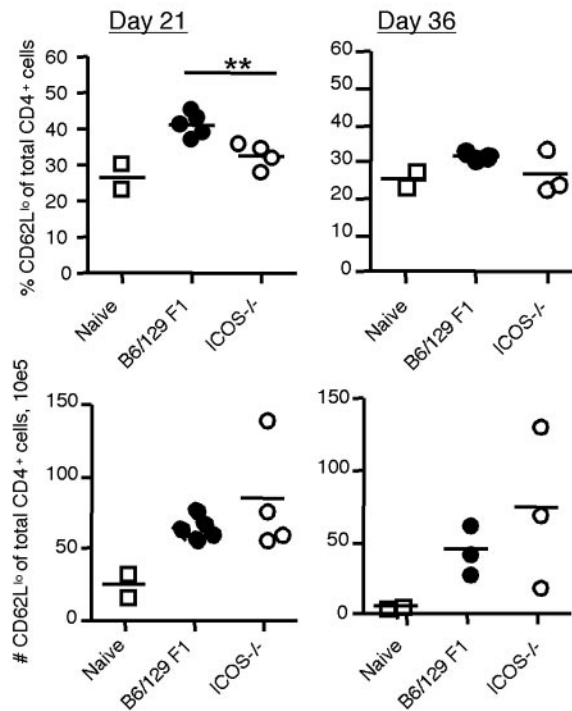 Day 21
Day 36
% CD62L^lo of total CD4+ cells
60
50
40
30
20
10
0
**
Naive
B6/129 F1
ICOS-/-
60
50
40
30
20
10
0
Naive
B6/129 F1
ICOS-/-
# CD62L^lo of total CD4+ cells, 10e5
150
100
50
0
Naive
B6/129 F1
ICOS-/-
150
100
50
0
Naive
B6/129 F1
ICOS-/-